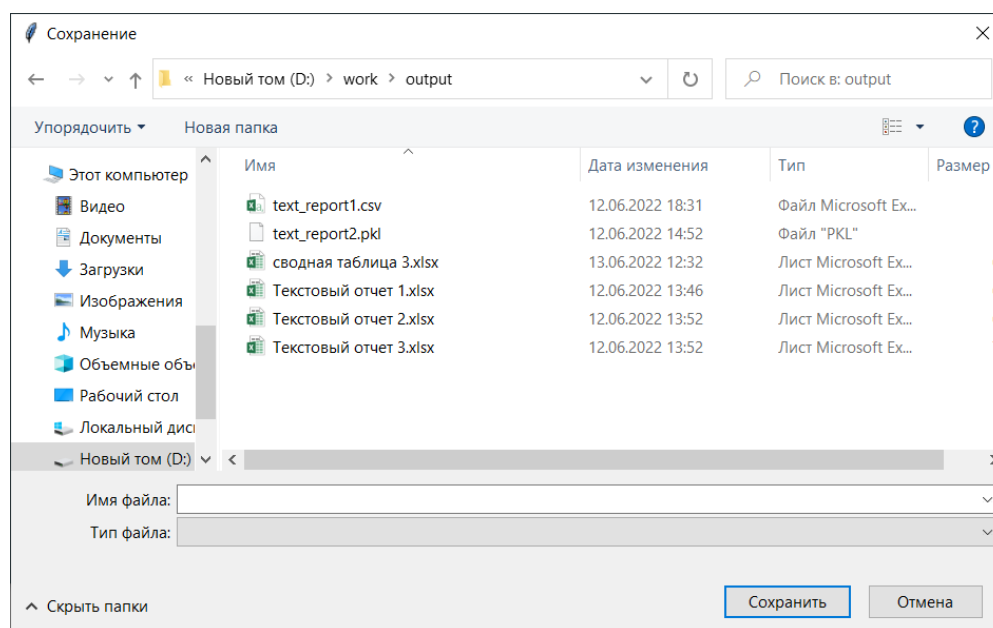 Сохранение
« Новый том (D:) > work > output
Поиск в: output
Упорядочить Новая папка
Имя Дата изменения Тип Размер
Этот компьютер
Видео
Документы
Загрузки
Изображения
Музыка
Объемные объ
Рабочий стол
Локальный дис
Новый том (D:)
text_report1.csv 12.06.2022 18:31 Файл Microsoft Ex...
text_report2.pkl 12.06.2022 14:52 Файл "PKL"
сводная таблица 3.xlsx 13.06.2022 12:32 Лист Microsoft Ex...
Текстовый отчет 1.xlsx 12.06.2022 13:46 Лист Microsoft Ex...
Текстовый отчет 2.xlsx 12.06.2022 13:52 Лист Microsoft Ex...
Текстовый отчет 3.xlsx 12.06.2022 13:52 Лист Microsoft Ex...
Имя файла:
Тип файла:
Скрыть папки
Сохранить
Отмена